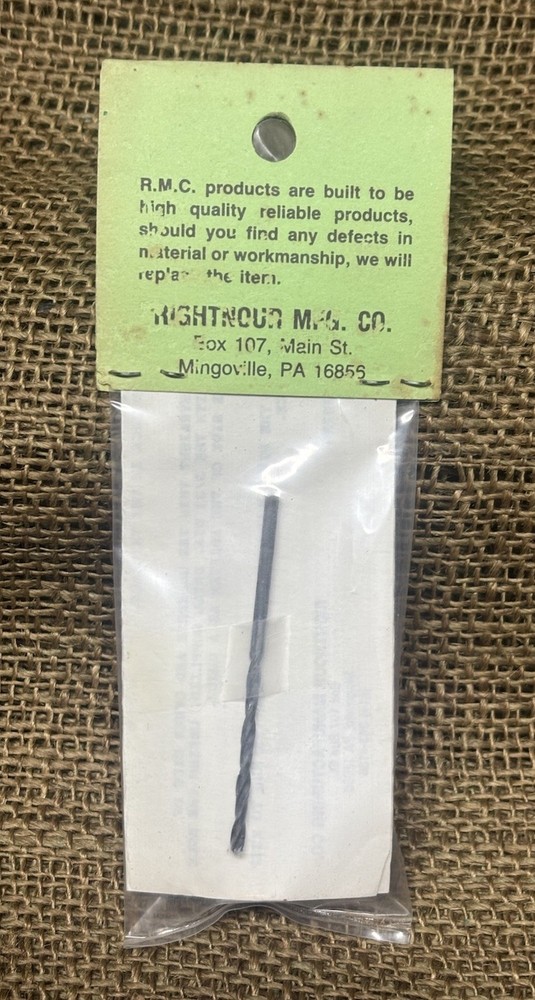 R.M.C. products are built to be
high quality reliable products,
should you find any defects in
material or workmanship, we will
replace the item.
RIGHTNOUR MFG. CO.
Box 107, Main St.
Mingoville, PA 16856